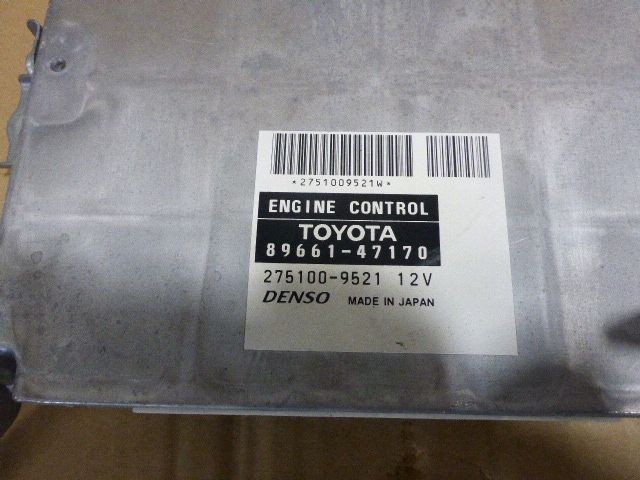 *2751009521W*
ENGINE CONTROL
TOYOTA
89661-47170
275100-9521 12V
DENSO MADE IN JAPAN